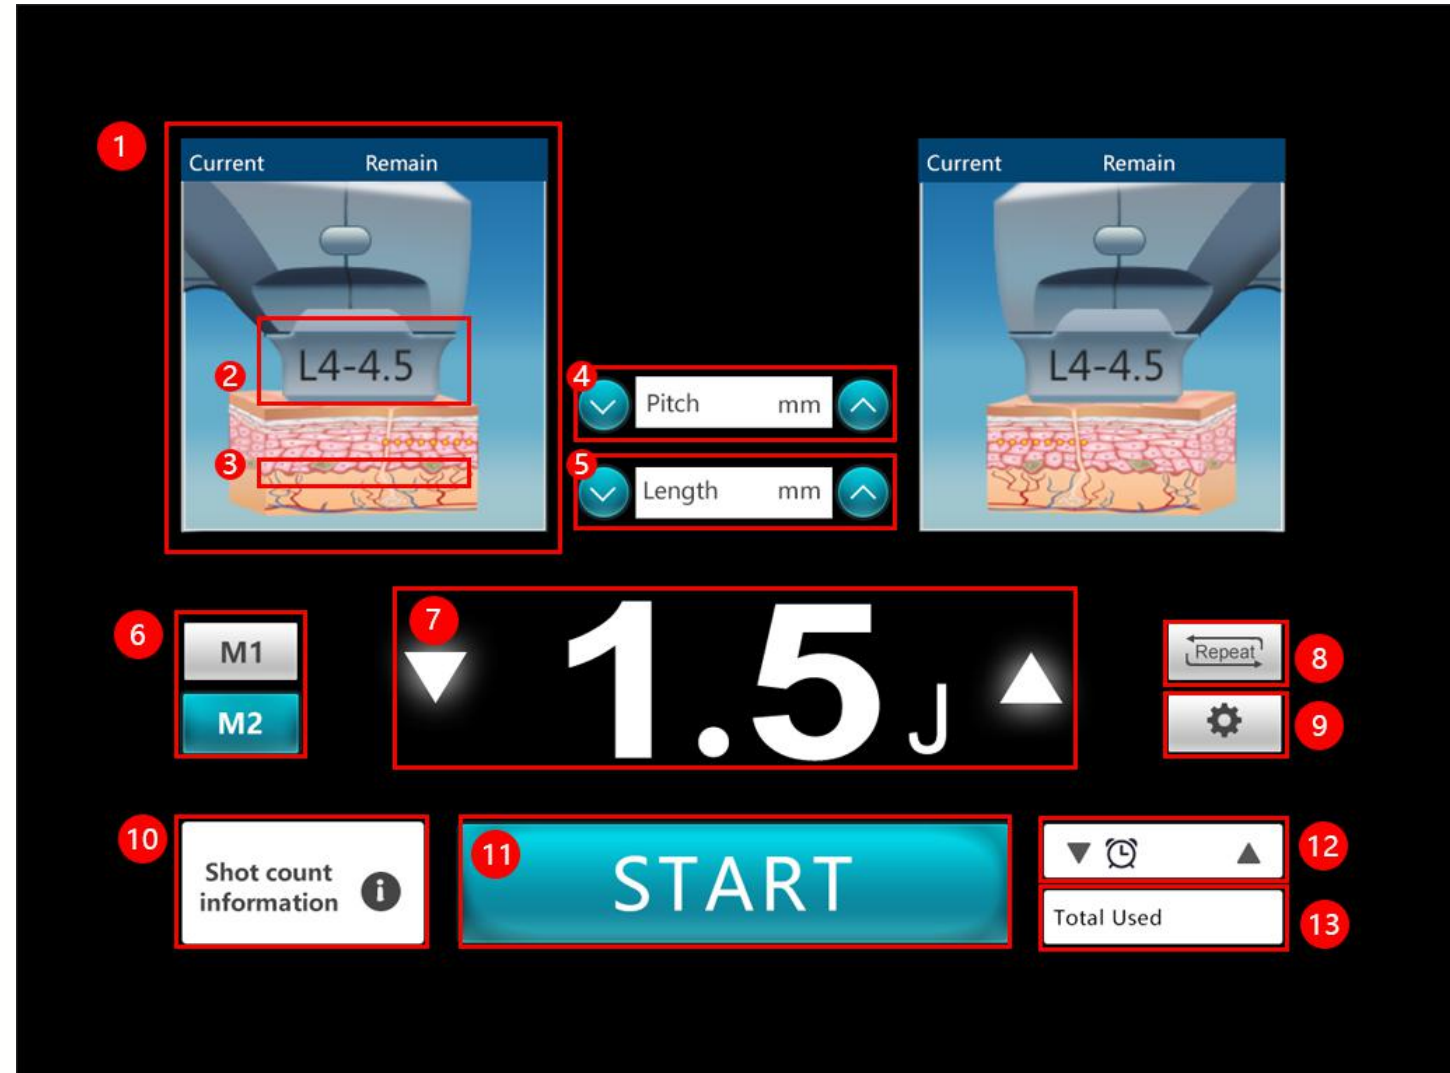 1
Current Remain
Current Remain
2
L4-4.5
L4-4.5
3
4
Pitch mm
5
Length mm
6
M1
M2
7
1.5 J
Repeat
8
9
10
Shot count
information
i
11
START
12
Total Used
13